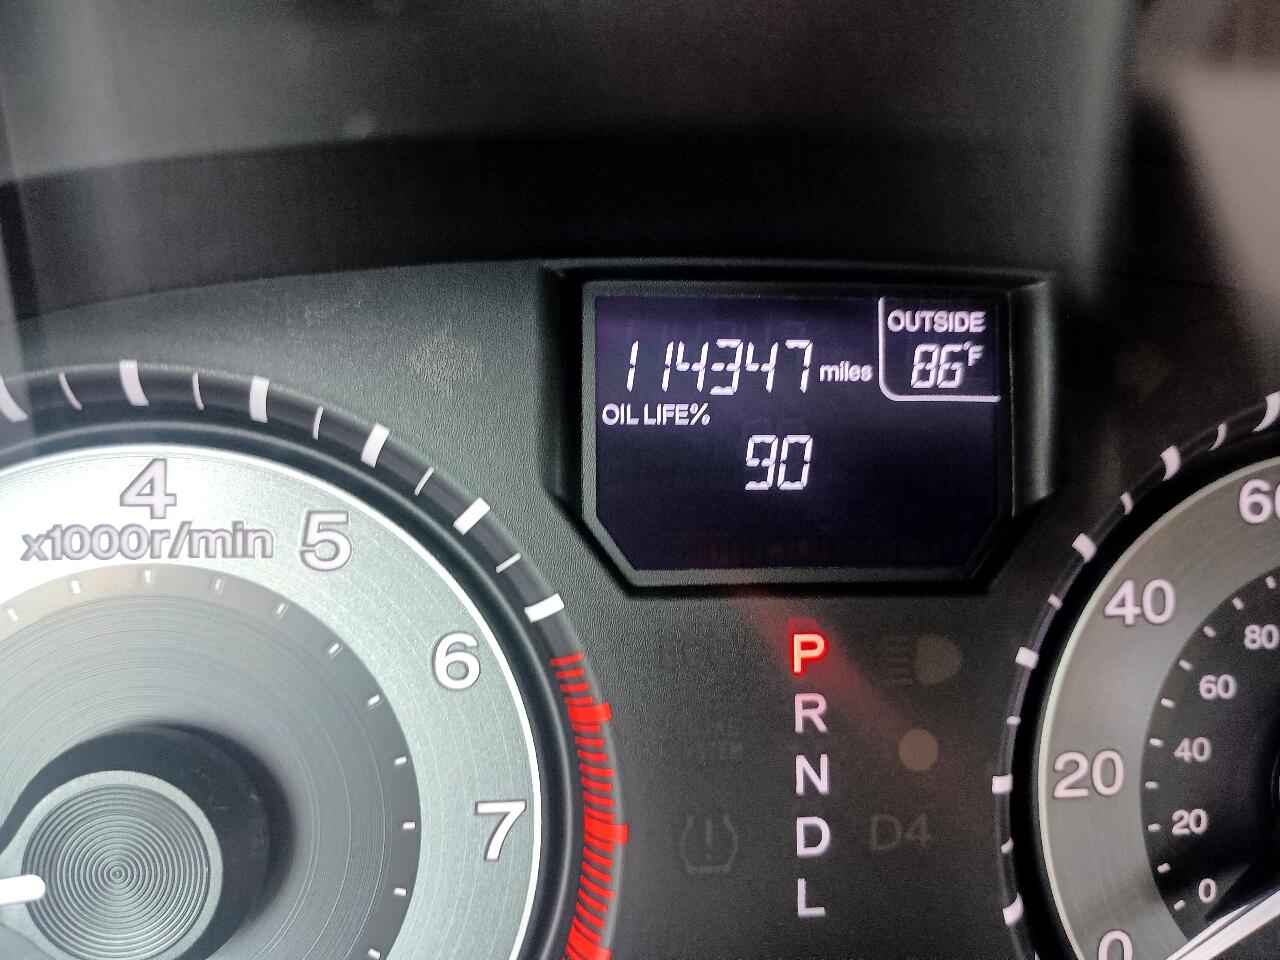 OUTSIDE
114347 miles 86°F
OIL LIFE%
90
4
x1000r/min 5
6
7
P
R
N
D D4
L
60
40
20
0
80
60
40
20
0